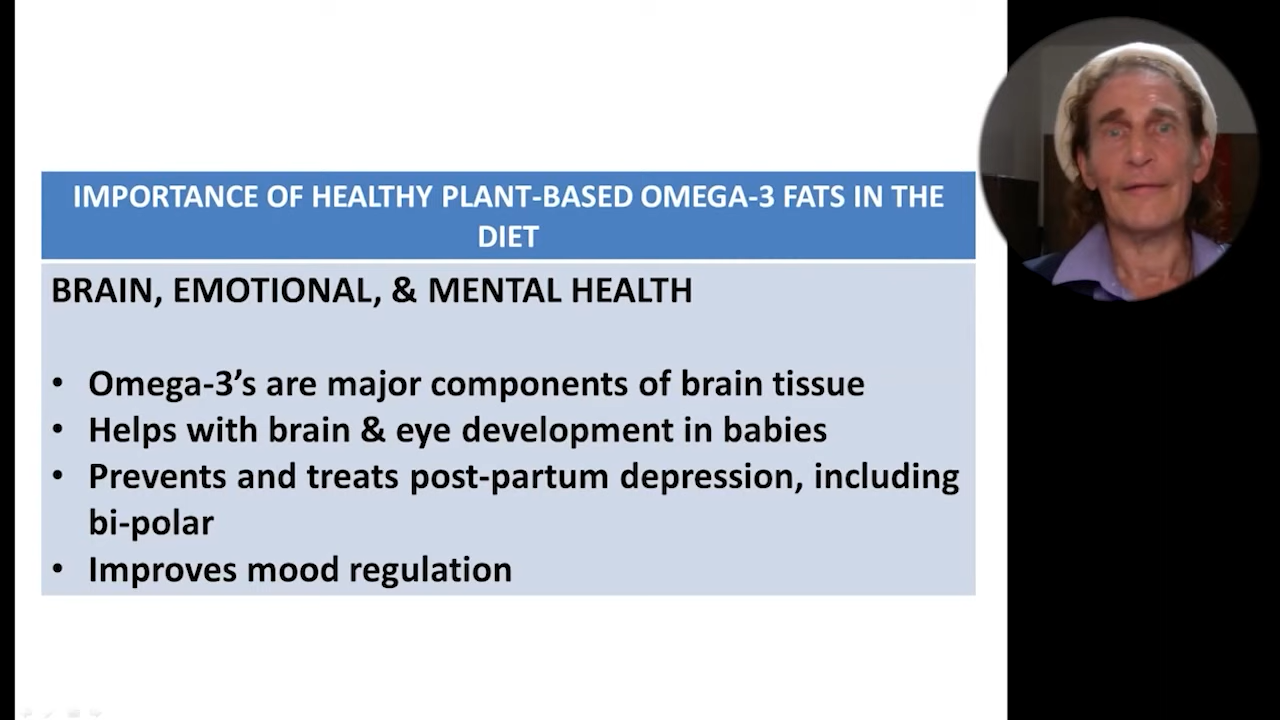 IMPORTANCE OF HEALTHY PLANT-BASED OMEGA-3 FATS IN THE
DIET
BRAIN, EMOTIONAL, & MENTAL HEALTH
• Omega-3’s are major components of brain tissue
• Helps with brain & eye development in babies
• Prevents and treats post-partum depression, including
bi-polar
• Improves mood regulation